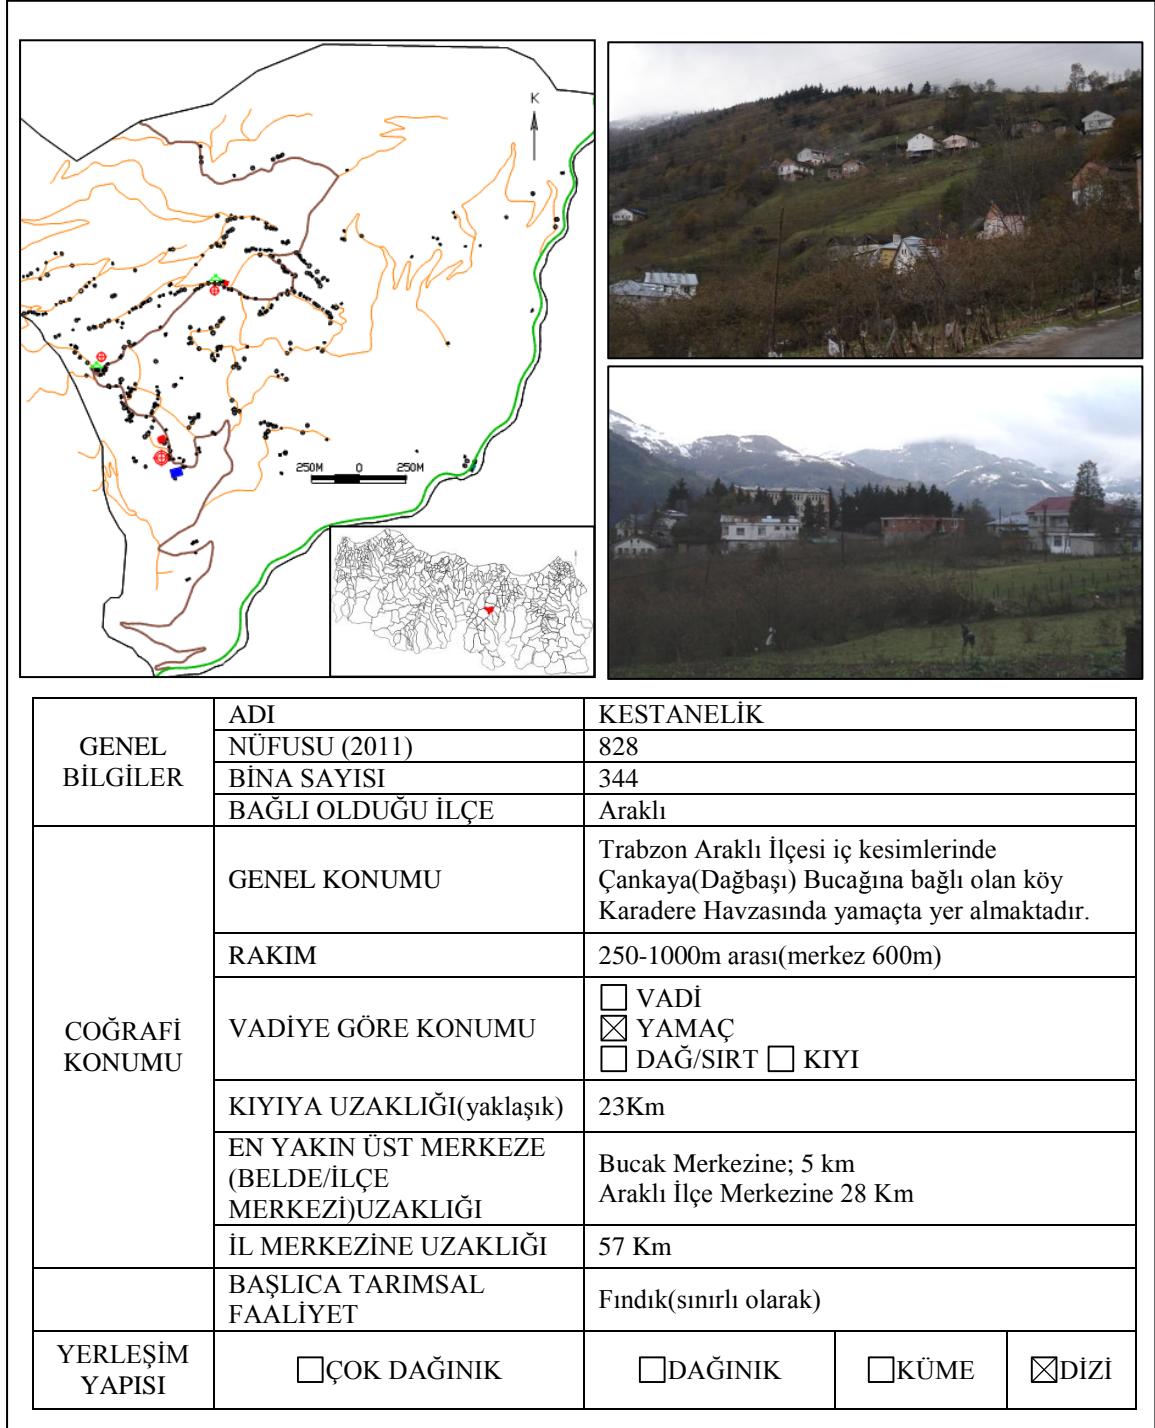 K
250M 0 250M
GENEL BİLGİLER
ADI
KESTANELİK
NÜFUSU (2011)
828
BİNA SAYISI
344
BAĞLI OLDUĞU İLÇE
Araklı
COĞRAFİ KONUMU
GENEL KONUMU
Trabzon Araklı İlçesi iç kesimlerinde
Çankaya(Dağbaşı) Bucağına bağlı olan köy
Karadere Havzasında yamaçta yer almaktadır.
RAKIM
250-1000m arası(merkez 600m)
VADİYE GÖRE KONUMU
☐ VADİ
☒ YAMAÇ
☐ DAĞ/SIRT ☐ KIYI
KIYIYA UZAKLIĞI(yaklaşık)
23Km
EN YAKIN ÜST MERKEZE
(BELDE/İLÇE
MERKEZİ)UZAKLIĞI
Bucak Merkezine; 5 km
Araklı İlçe Merkezine 28 Km
İL MERKEZİNE UZAKLIĞI
57 Km
BAŞLICA TARIMSAL
FAALİYET
Fındık(sınırlı olarak)
YERLEŞİM
YAPISI
☐ÇOK DAĞINIK
☐DAĞINIK
☐KÜME
☒DİZİ